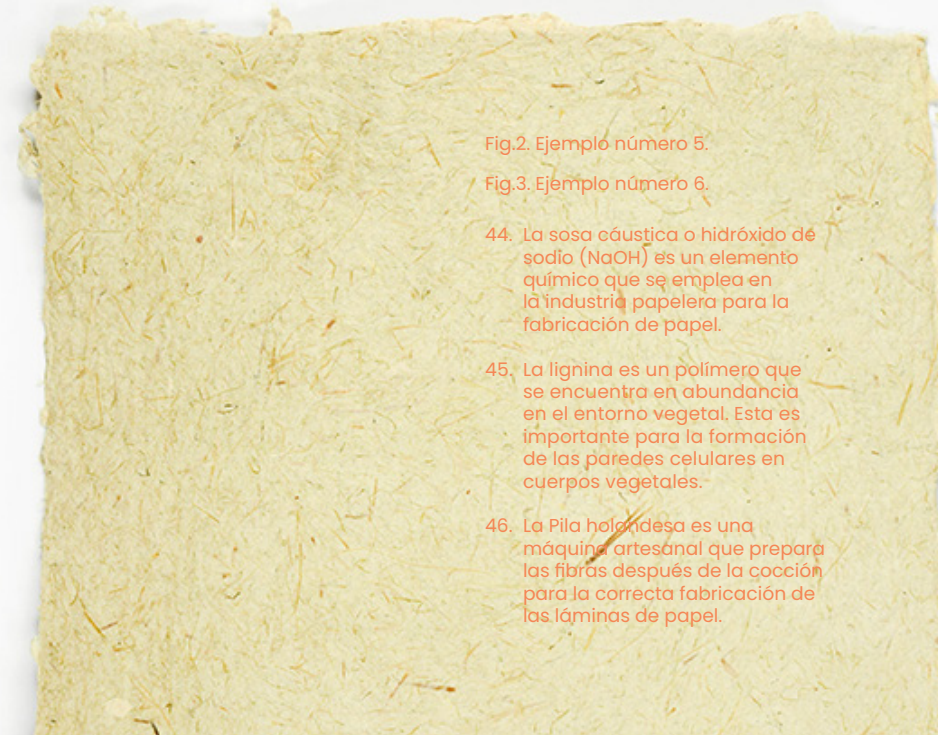 Fig.2. Ejemplo número 5.
Fig.3. Ejemplo número 6.
44. La sosa cáustica o hidróxido de
sodio (NaOH) es un elemento
químico que se emplea en
la industria papelera para la
fabricación de papel.
45. La lignina es un polímero que
se encuentra en abundancia
en el entorno vegetal. Esta es
importante para la formación
de las paredes celulares en
cuerpos vegetales.
46. La Pila holandesa es una
máquina artesanal que prepara
las fibras después de la cocción
para la correcta fabricación de
las láminas de papel.